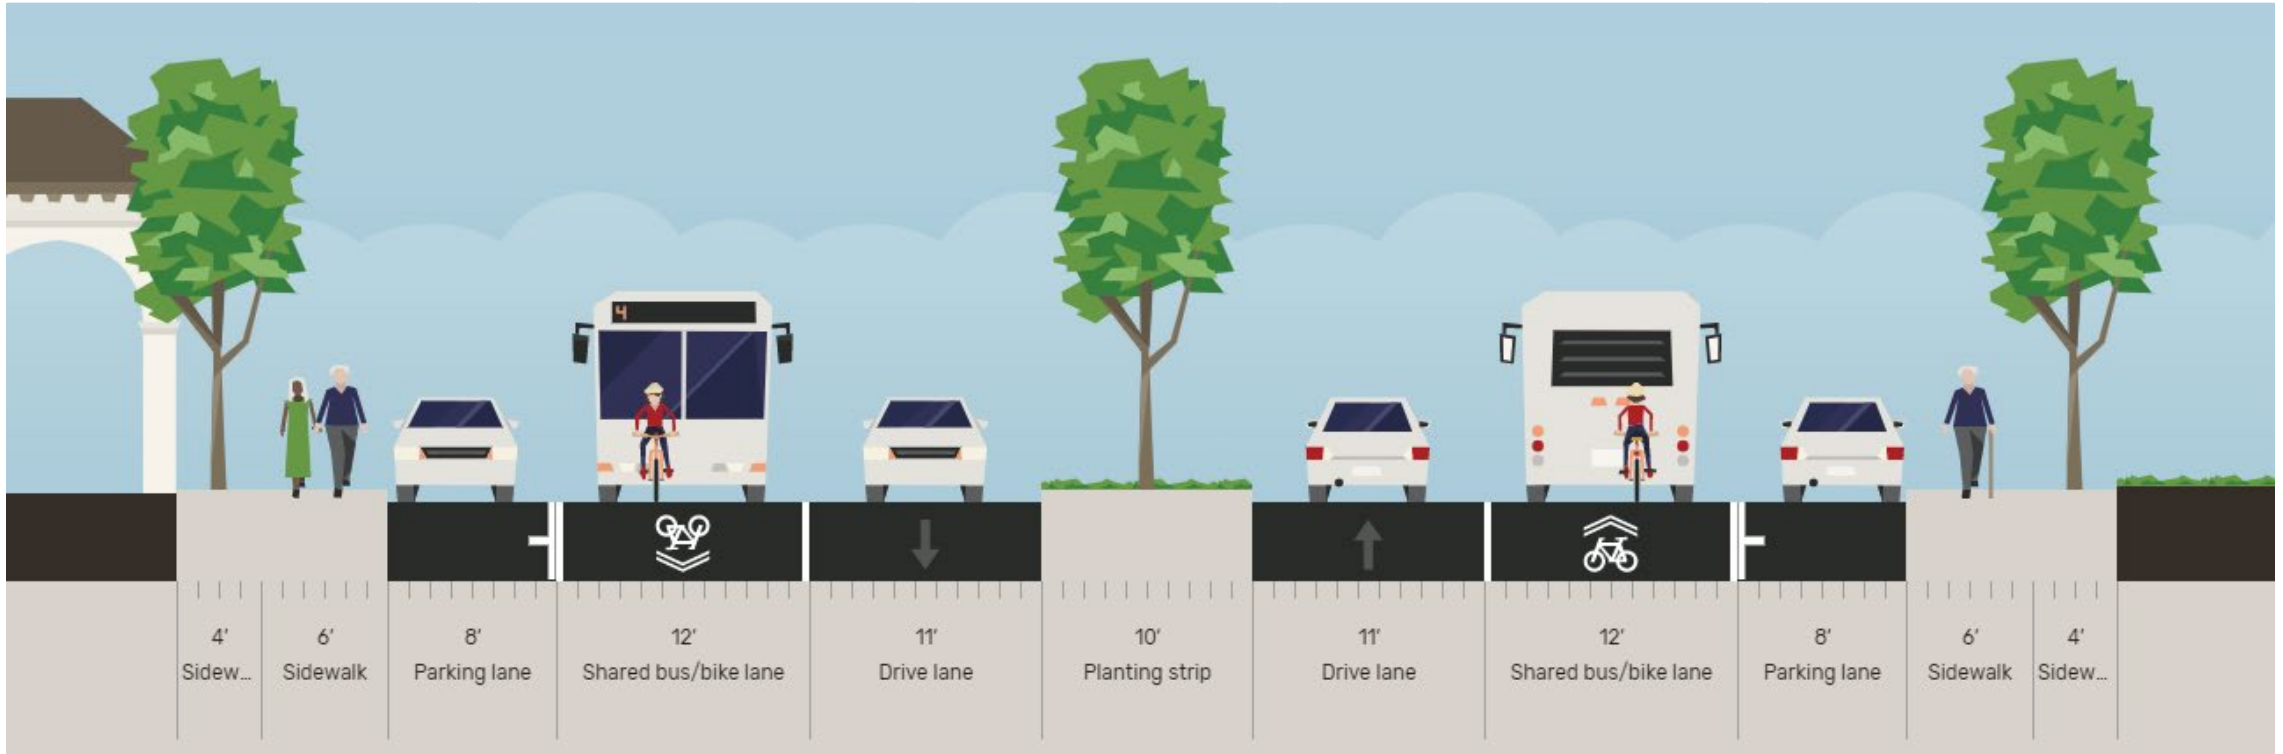 4
4' 6' 8' 12' 11' 10' 11' 12' 8' 6' 4'
Sidew... Sidewalk Parking lane Shared bus/bike lane Drive lane Planting strip Drive lane Shared bus/bike lane Parking lane Sidewalk Sidew...